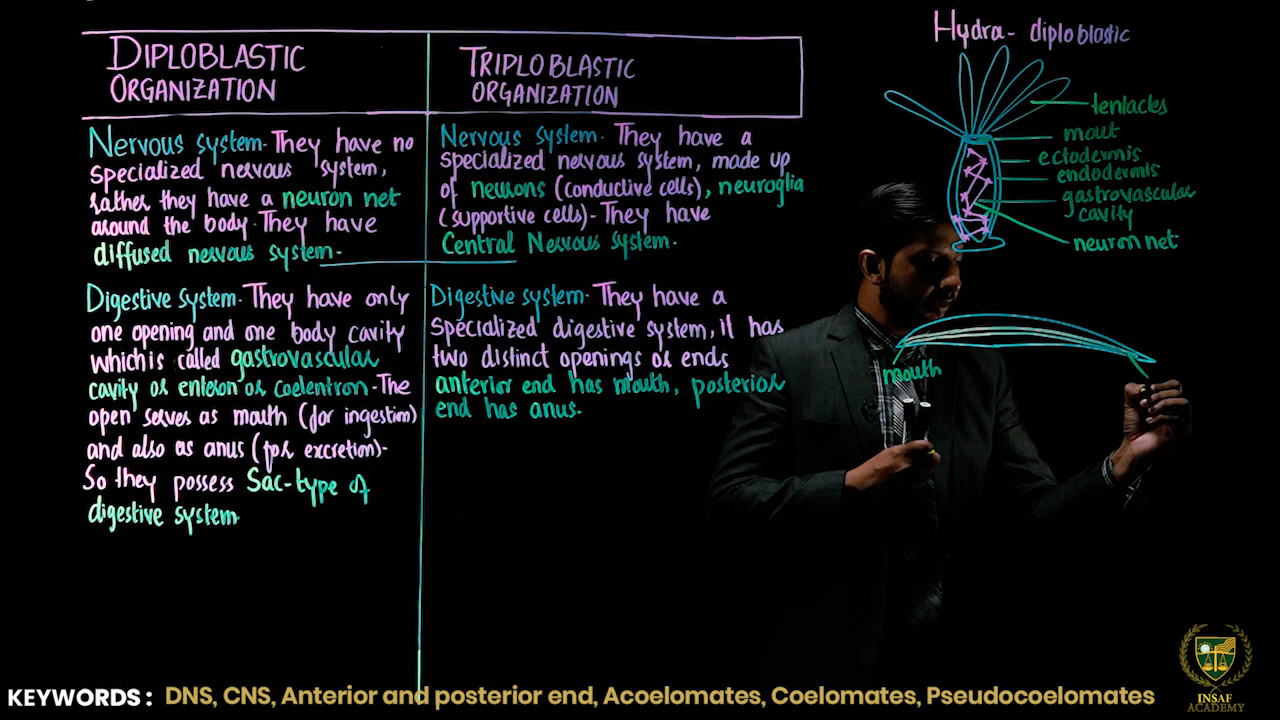 DIPLOBLASTIC
ORGANIZATION
Nervous system. They have no
specialized nervous system,
rather they have a neuron net
around the body. They have
diffused nervous system.
Digestive system. They have only
one opening and one body cavity
which is called gastrovascular
cavity or enteron or coelentron. The
open serves as mouth (for ingestion)
and also as anus (for excretion).
So they possess Sac-type of
digestive system
TRIPLOBLASTIC
ORGANIZATION
Nervous system. They have a
specialized nervous system, made up
of neurons (conductive cells), neuroglia
(supportive cells). They have
Central Nervous system.
Digestive system. They have a
specialized digestive system, it has
two distinct openings or ends
anterior end has mouth, posterior
end has anus.
Hydra - diploblastic
tentacles
mout
ectodermis
endodermis
gastrovascular
cavity
neuron net
mouth
KEYWORDS : DNS, CNS, Anterior and posterior end, Acoelomates, Coelomates, Pseudocoelomates
INSAF
ACADEMY